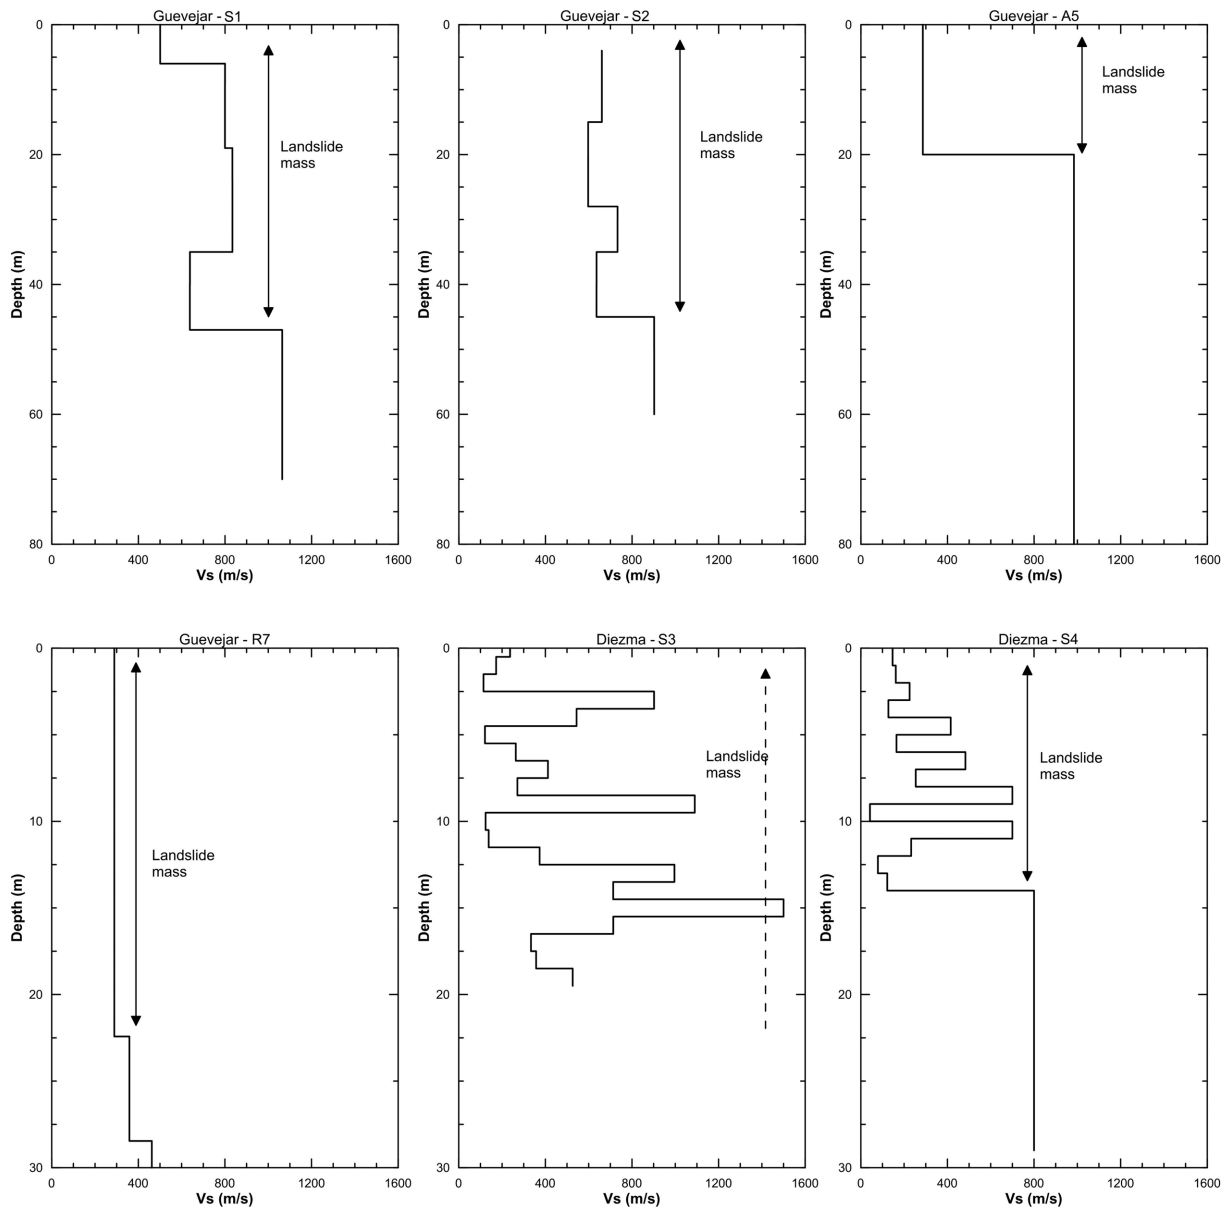 Guevejar - S1
0
20
40
60
80
Depth (m)
Landslide
mass
0 400 800 1200 1600
Vs (m/s)
Guevejar - S2
0
20
40
60
80
Depth (m)
Landslide
mass
0 400 800 1200 1600
Vs (m/s)
Guevejar - A5
0
20
40
60
80
Depth (m)
Landslide
mass
0 400 800 1200 1600
Vs (m/s)
Guevejar - R7
0
10
20
30
Depth (m)
Landslide
mass
0 400 800 1200 1600
Vs (m/s)
Diezma - S3
0
10
20
30
Depth (m)
Landslide
mass
0 400 800 1200 1600
Vs (m/s)
Diezma - S4
0
10
20
30
Depth (m)
Landslide
mass
0 400 800 1200 1600
Vs (m/s)